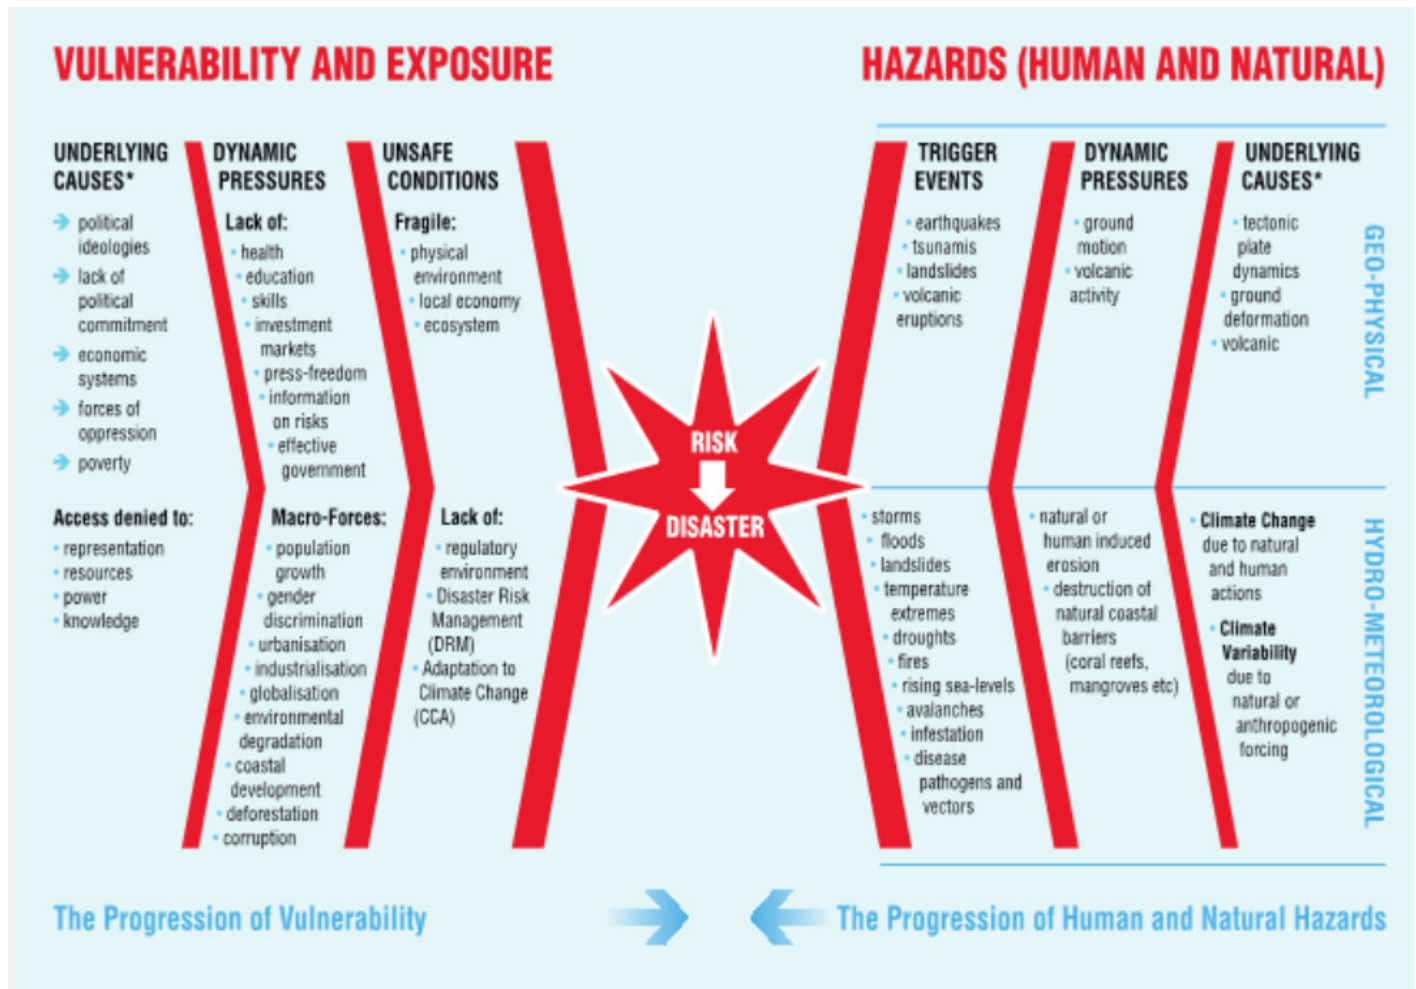 VULNERABILITY AND EXPOSURE
HAZARDS (HUMAN AND NATURAL)
UNDERLYING
CAUSES*
political
ideologies
lack of
political
commitment
economic
systems
forces of
oppression
poverty
Access denied to:
representation
resources
power
knowledge
DYNAMIC
PRESSURES
Lack of:
health
education
skills
investment
markets
press-freedom
information
on risks
effective
government
Macro-Forces:
population
growth
gender
discrimination
urbanisation
industrialisation
globalisation
environmental
degradation
coastal
development
deforestation
corruption
UNSAFE
CONDITIONS
Fragile:
physical
environment
local economy
ecosystem
Lack of:
regulatory
environment
Disaster Risk
Management
(DRM)
Adaptation to
Climate Change
(CCA)
RISK
DISASTER
TRIGGER
EVENTS
earthquakes
tsunamis
landslides
volcanic
eruptions
storms
floods
landslides
temperature
extremes
droughts
fires
rising sea-levels
avalanches
infestation
disease
pathogens and
vectors
DYNAMIC
PRESSURES
ground
motion
volcanic
activity
natural or
human induced
erosion
destruction of
natural coastal
barriers
(coral reefs,
mangroves etc)
UNDERLYING
CAUSES*
tectonic
plate
dynamics
ground
deformation
volcanic
Climate Change
due to natural
and human
actions
Climate
Variability
due to
natural or
anthropogenic
forcing
GEO-PHYSICAL
HYDRO-METEOROLOGICAL
The Progression of Vulnerability
The Progression of Human and Natural Hazards